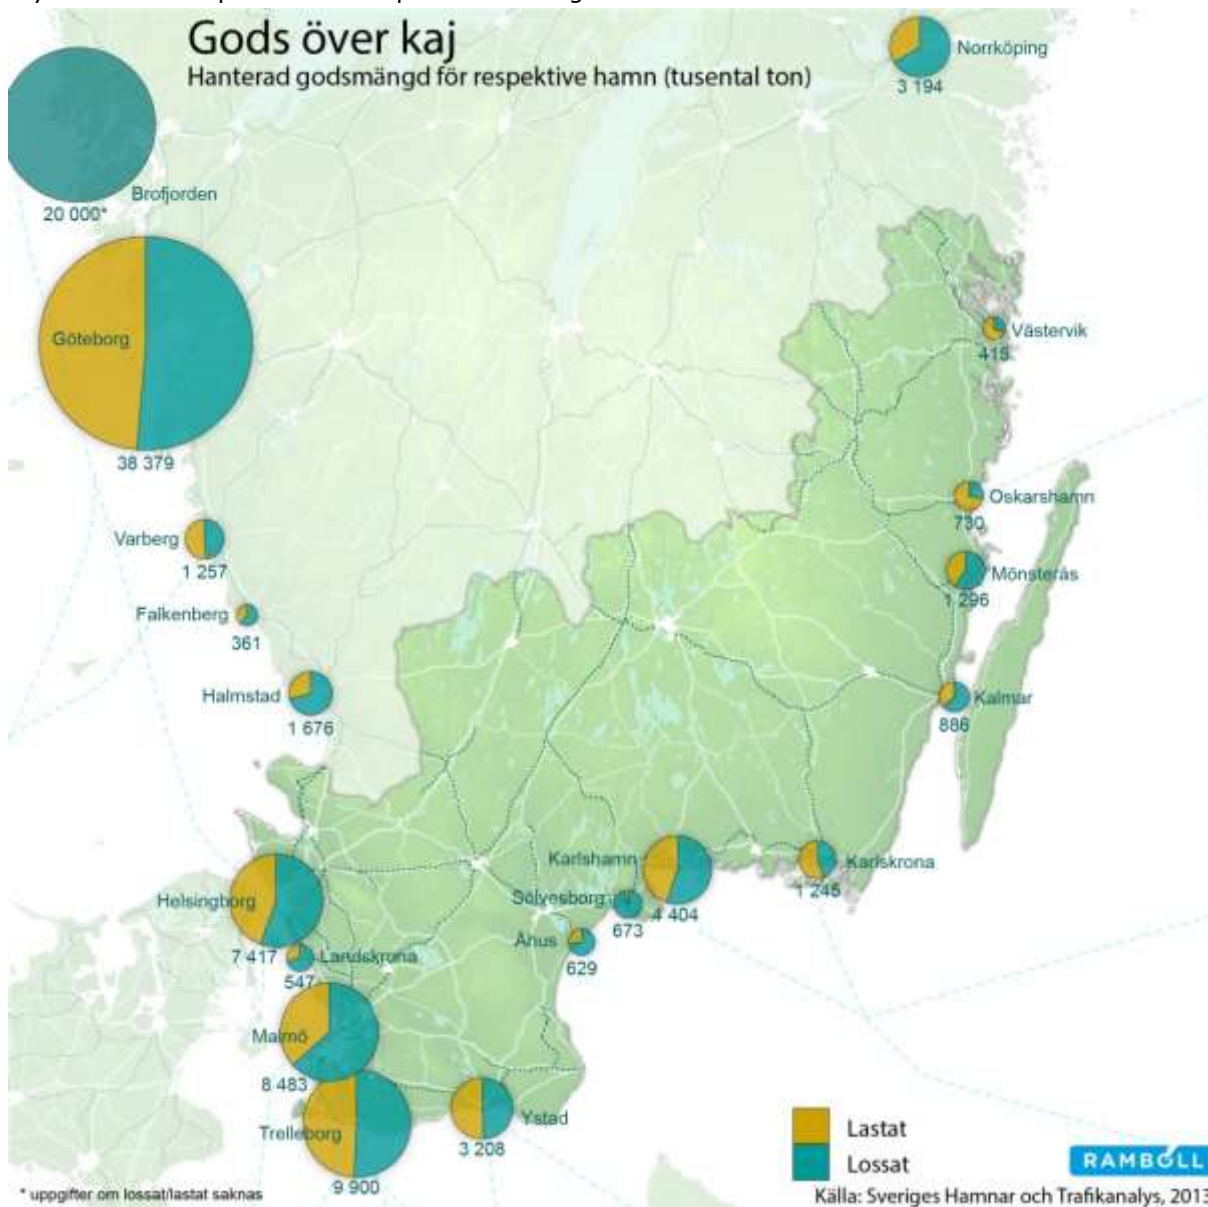 Gods över kaj
Hanterad godsmängd för respektive hamn (tusental ton)
Norrköping
3 194
Brofjorden
20 000*
Göteborg
38 379
Västervik
415
Oskarshamn
730
Varberg
1 257
Mönsterås
1 296
Falkenberg
361
Halmstad
1 676
Kalmar
886
Karlshamn
4 404
Karlskrona
1 245
Sölvesborg
673
Helsingborg
7 417
Åhus
629
Landskrona
547
Malmö
8 483
Ystad
3 208
Trelleborg
9 900
Lastat
Lossat
RAMBOLL
* uppgifter om lossat/lastat saknas
Källa: Sveriges Hamnar och Trafikanalys, 2013